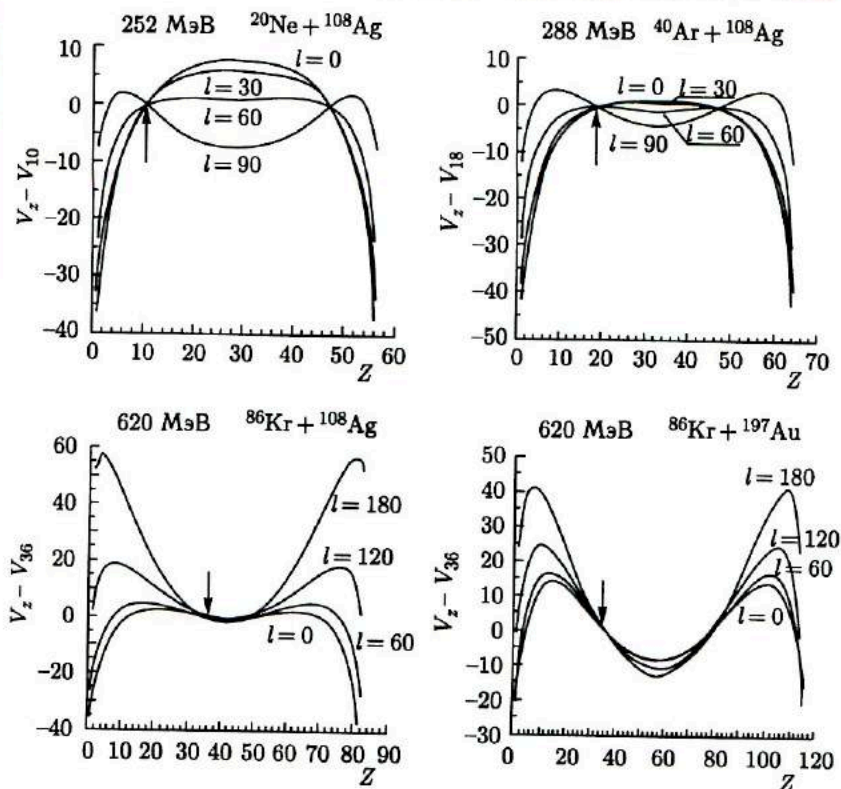 252 МэВ ²⁰Ne + ¹⁰⁸Ag
V_z − V_10
10
0
−10
−20
−30
−40
l = 0
l = 30
l = 60
l = 90
0 10 20 30 40 50 60
Z
288 МэВ ⁴⁰Ar + ¹⁰⁸Ag
V_z − V_18
10
0
−10
−20
−30
−40
−50
l = 0
l = 30
l = 60
l = 90
0 10 20 30 40 50 60 70
Z
620 МэВ ⁸⁶Kr + ¹⁰⁸Ag
V_z − V_36
60
40
20
0
−20
−40
l = 180
l = 120
l = 60
l = 0
0 10 20 30 40 50 60 70 80 90
Z
620 МэВ ⁸⁶Kr + ¹⁹⁷Au
V_z − V_36
50
40
30
20
10
0
−10
−20
−30
l = 180
l = 120
l = 60
l = 0
0 20 40 60 80 100 120
Z